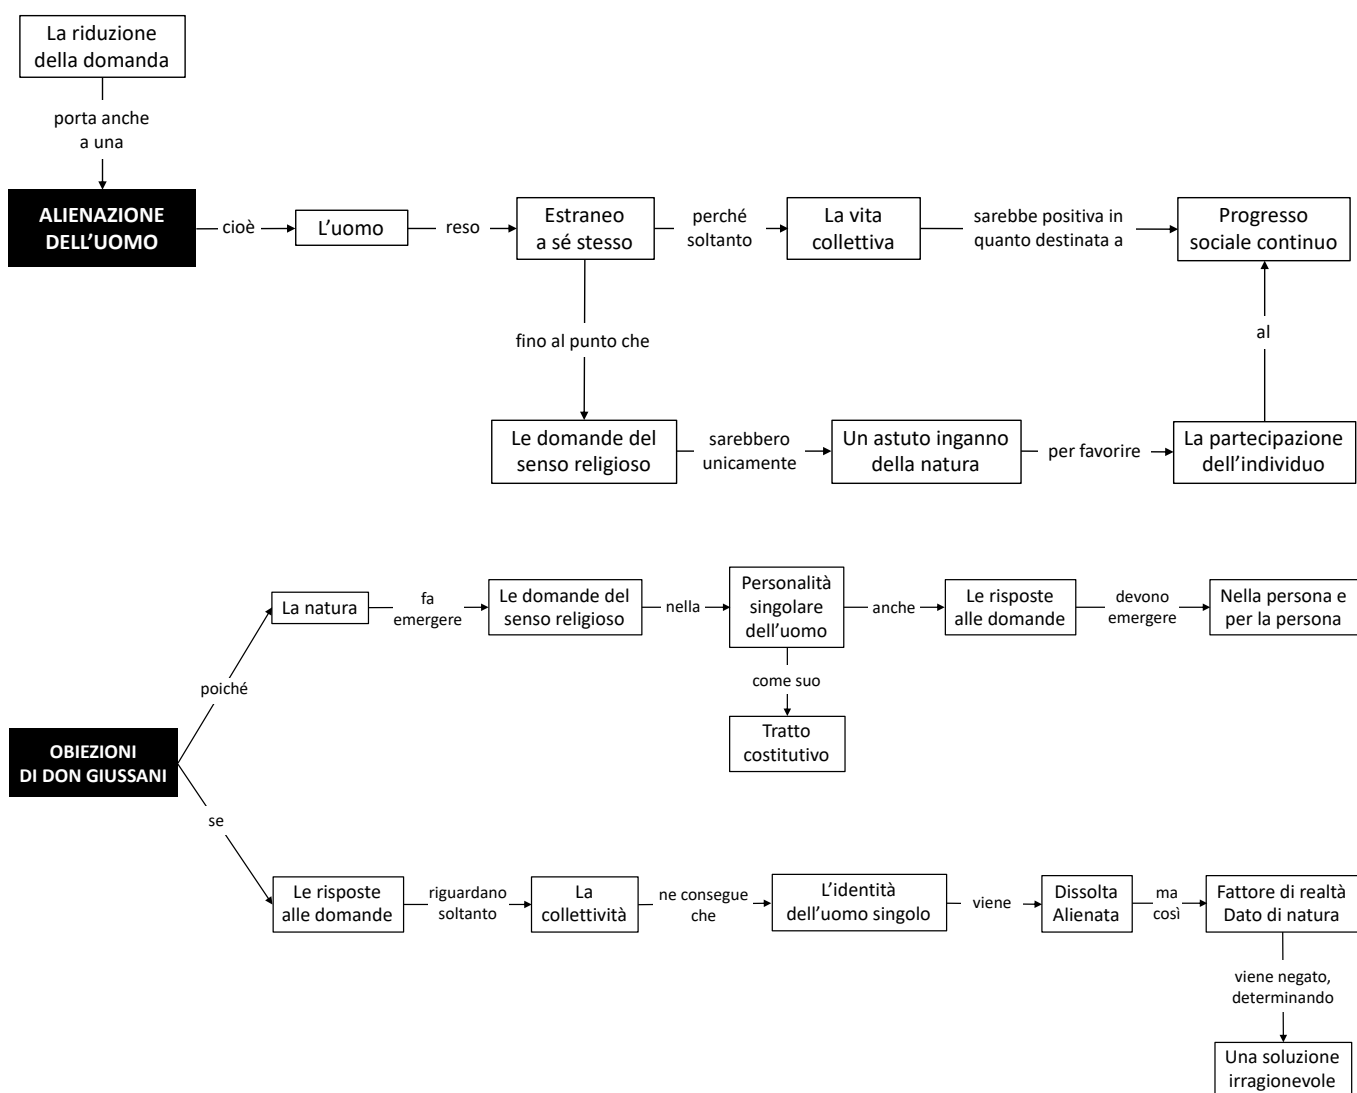 La riduzione
della domanda
porta anche
a una
ALIENAZIONE
DELL'UOMO
cioè
L'uomo
reso
Estraneo
a sé stesso
perché
soltanto
La vita
collettiva
sarebbe positiva in
quanto destinata a
Progresso
sociale continuo
fino al punto che
al
Le domande del
senso religioso
sarebbero
unicamente
Un astuto inganno
della natura
per favorire
La partecipazione
dell'individuo
OBIEZIONI
DI DON GIUSSANI
poiché
La natura
fa
emergere
Le domande del
senso religioso
nella
Personalità
singolare
dell'uomo
anche
Le risposte
alle domande
devono
emergere
Nella persona e
per la persona
come suo
Tratto
costitutivo
se
Le risposte
alle domande
riguardano
soltanto
La
collettività
ne consegue
che
L'identità
dell'uomo singolo
viene
Dissolta
Alienata
ma
così
Fattore di realtà
Dato di natura
viene negato,
determinando
Una soluzione
irragionevole